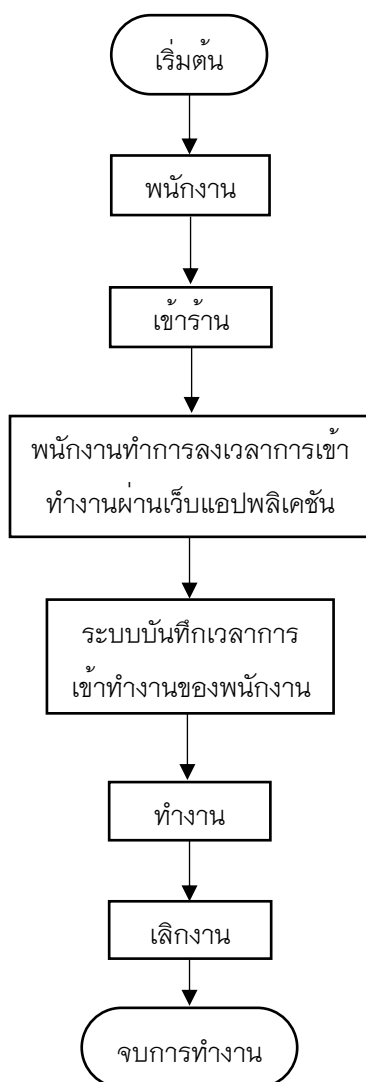 เริ่มต้น
พนักงาน
เข้าร้าน
พนักงานทำการลงเวลาการเข้า
ทำงานผ่านเว็บแอปพลิเคชัน
ระบบบันทึกเวลาการ
เข้าทำงานของพนักงาน
ทำงาน
เลิกงาน
จบการทำงาน